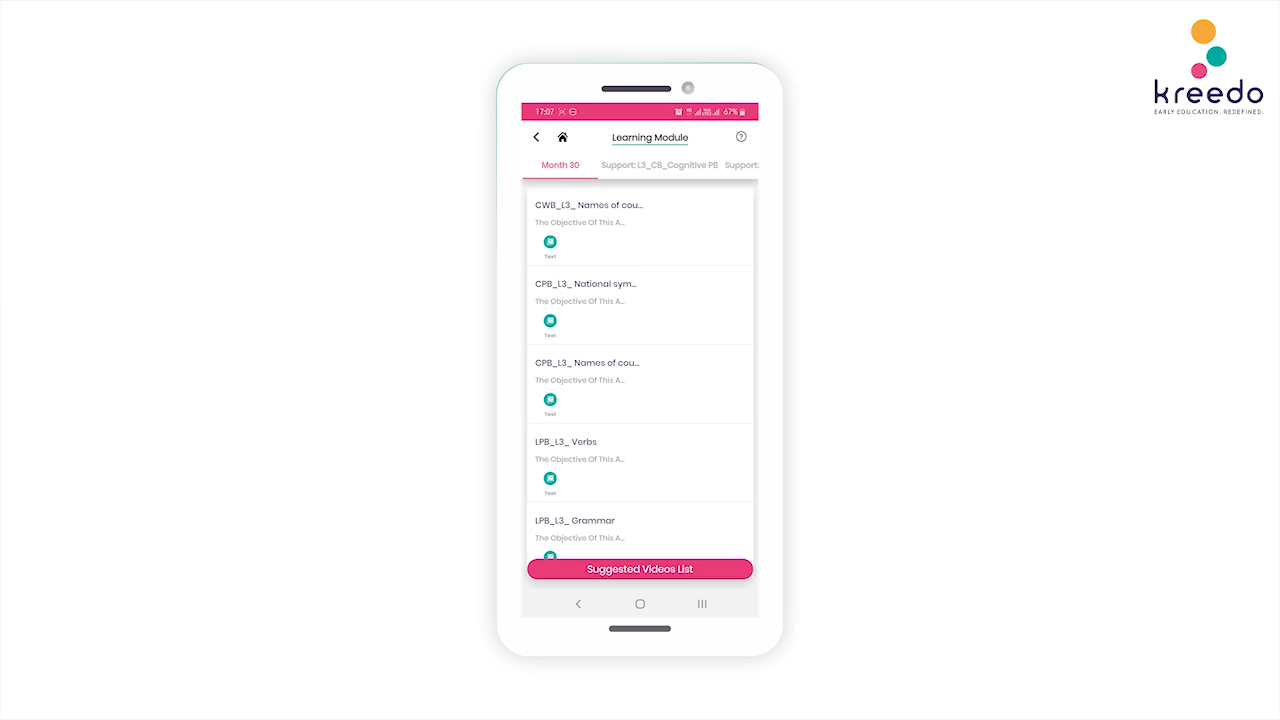 kreedo
EARLY EDUCATION. REDEFINED.
17:07 67%
Learning Module
Month 30 Support: L3_CB_Cognitive PB Support:
CWB_L3_ Names of cou...
The Objective Of This A...
Text
CPB_L3_ National sym...
The Objective Of This A...
Text
CPB_L3_ Names of cou...
The Objective Of This A...
Text
LPB_L3_ Verbs
The Objective Of This A...
Text
LPB_L3_ Grammar
The Objective Of This A...
Suggested Videos List